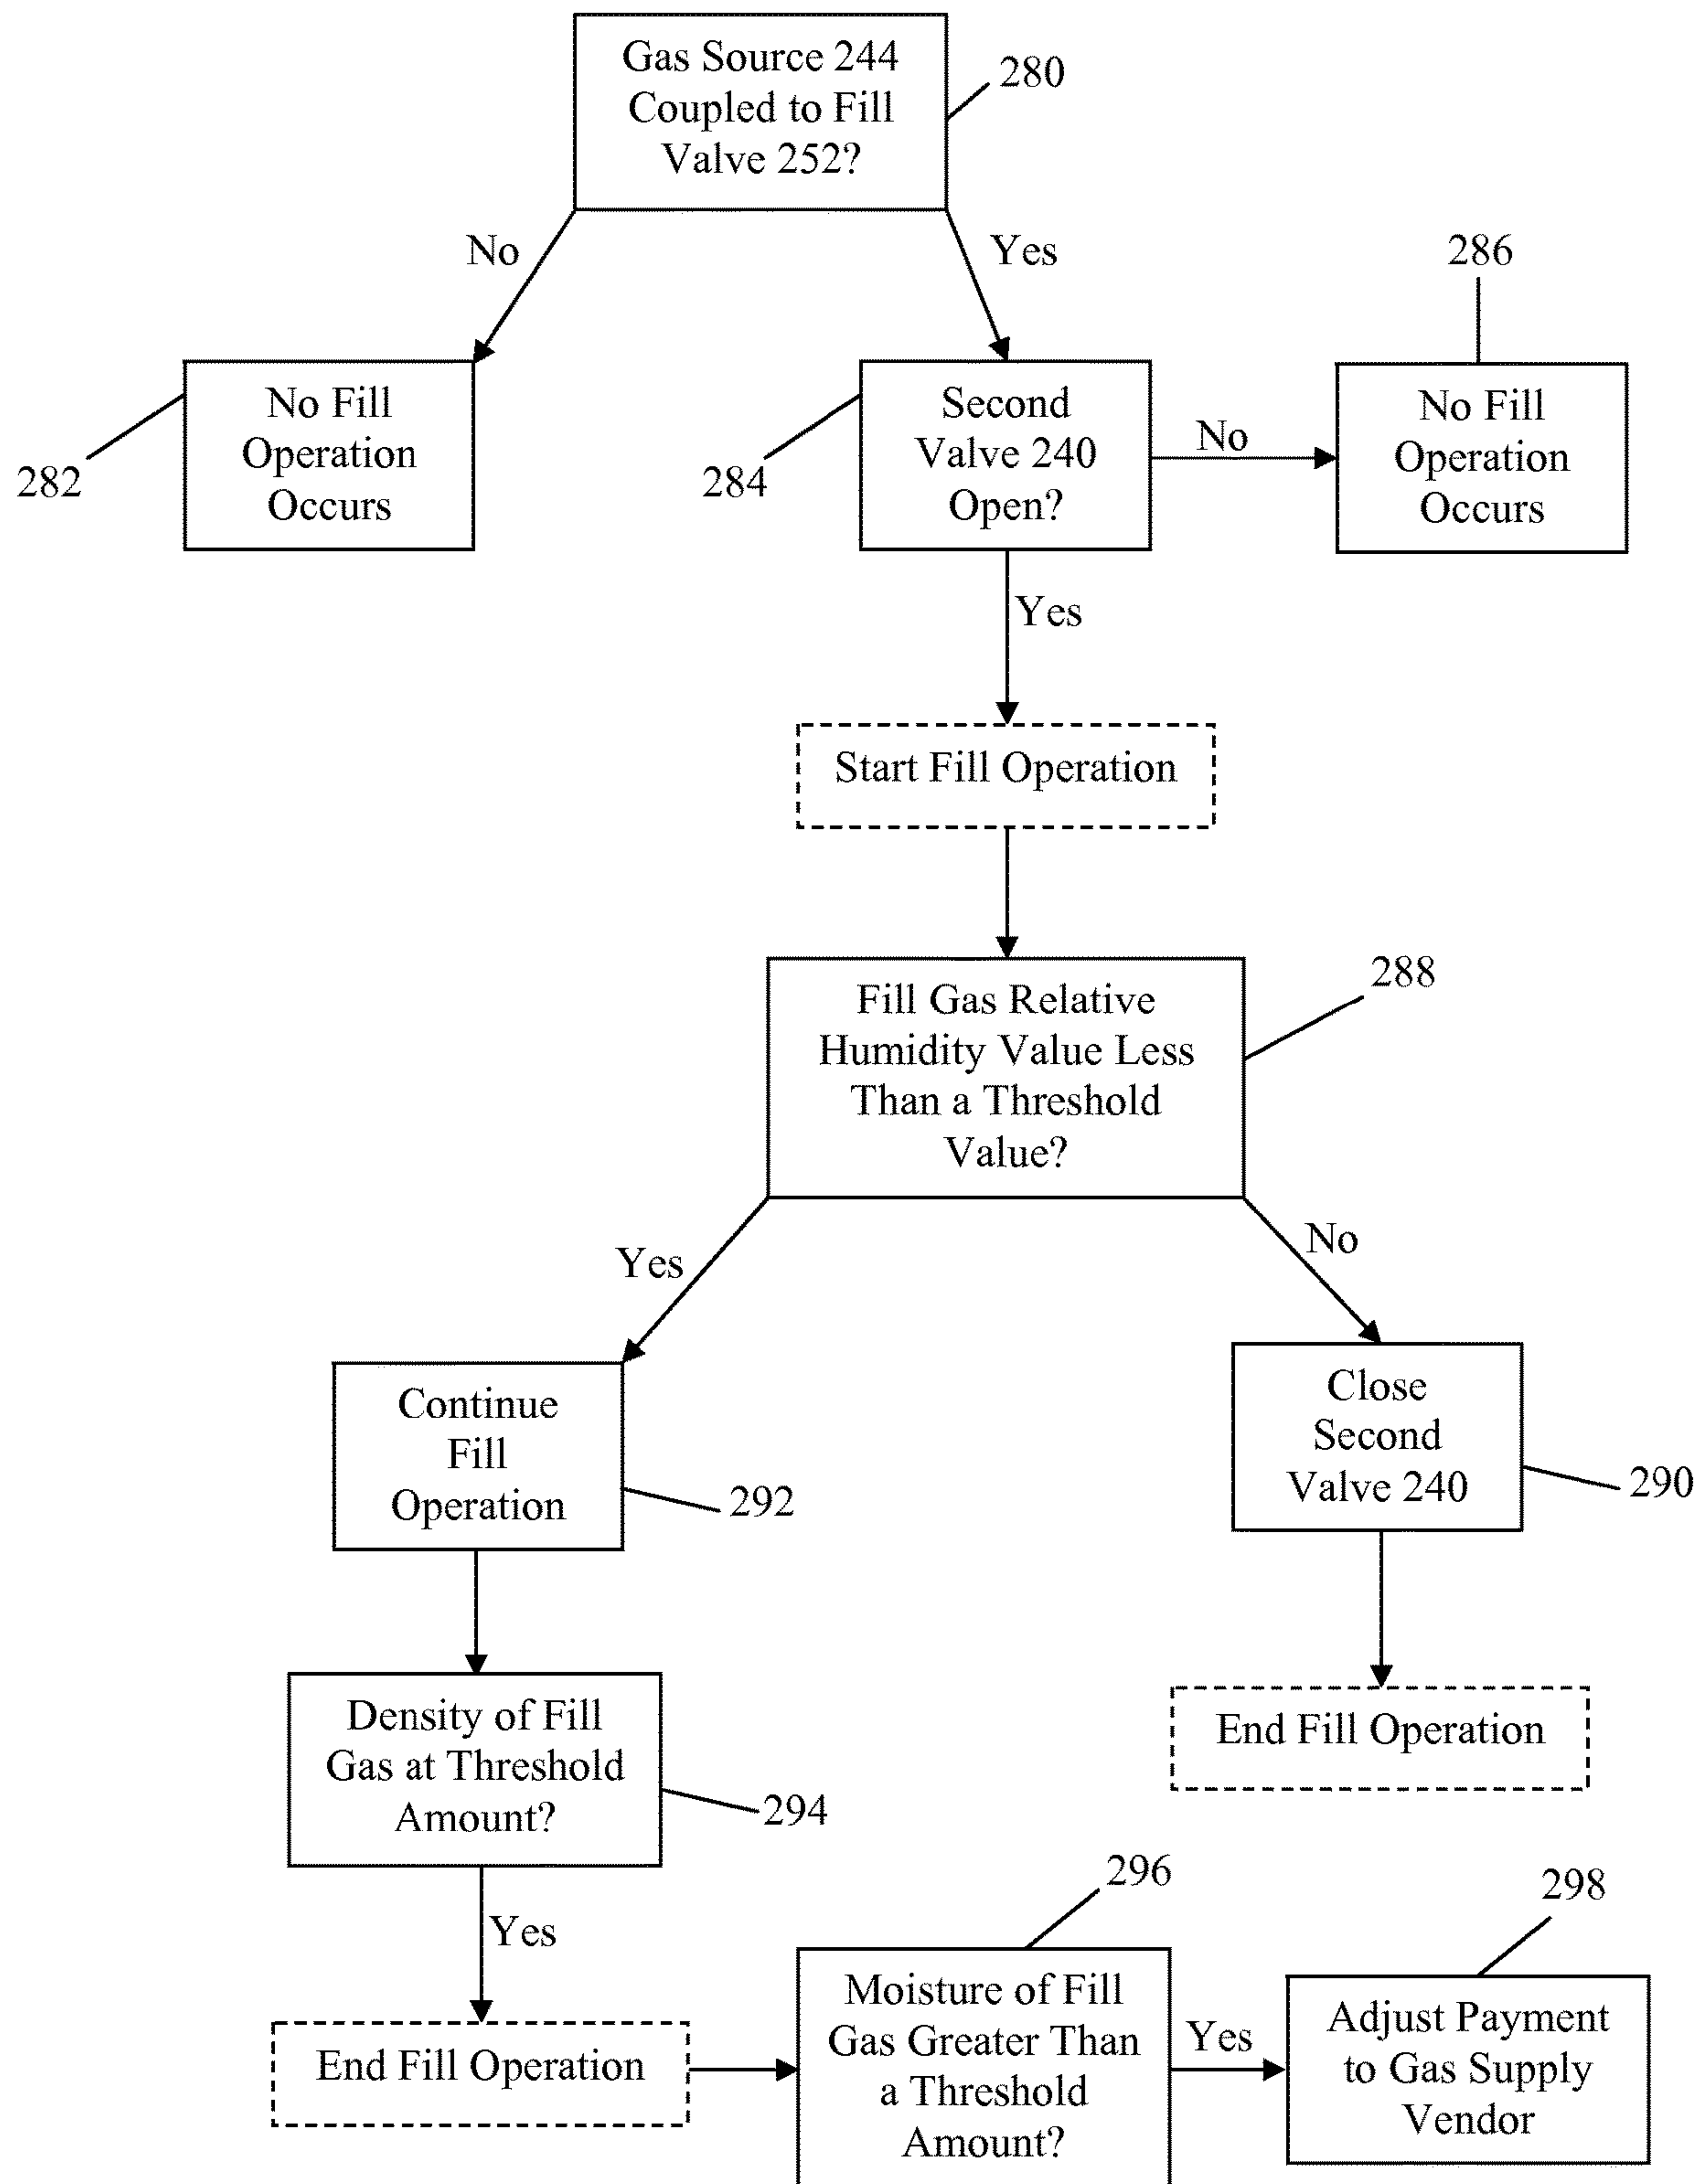 Gas Source 244
Coupled to Fill
Valve 252?
280
No
Yes
286
No Fill
Operation
Occurs
282
Second
Valve 240
Open?
284
No
No Fill
Operation
Occurs
Yes
Start Fill Operation
Fill Gas Relative
Humidity Value Less
Than a Threshold
Value?
288
Yes
No
Continue
Fill
Operation
292
Close
Second
Valve 240
290
Density of Fill
Gas at Threshold
Amount?
294
End Fill Operation
Yes
End Fill Operation
296
Moisture of Fill
Gas Greater Than
a Threshold
Amount?
Yes
298
Adjust Payment
to Gas Supply
Vendor